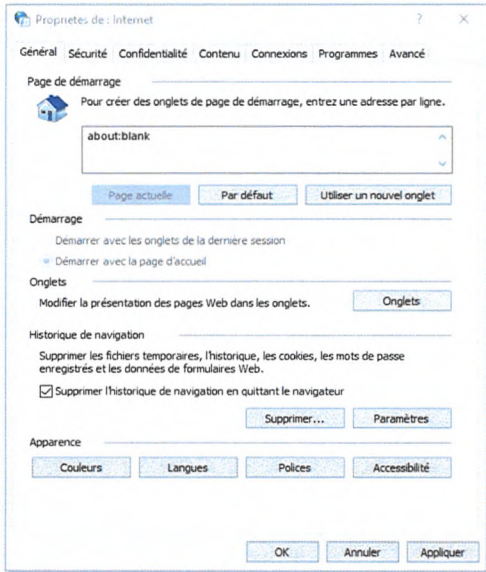 Propriétés de : Internet
Général Sécurité Confidentialité Contenu Connexions Programmes Avancé
Page de démarrage
Pour créer des onglets de page de démarrage, entrez une adresse par ligne.
about:blank
Page actuelle Par défaut Utiliser un nouvel onglet
Démarrage
Démarrer avec les onglets de la dernière session
Démarrer avec la page d'accueil
Onglets
Modifier la présentation des pages Web dans les onglets. Onglets
Historique de navigation
Supprimer les fichiers temporaires, l'historique, les cookies, les mots de passe
enregistrés et les données de formulaires Web.
Supprimer l'historique de navigation en quittant le navigateur
Supprimer... Paramètres
Apparence
Couleurs Langues Polices Accessibilité
OK Annuler Appliquer